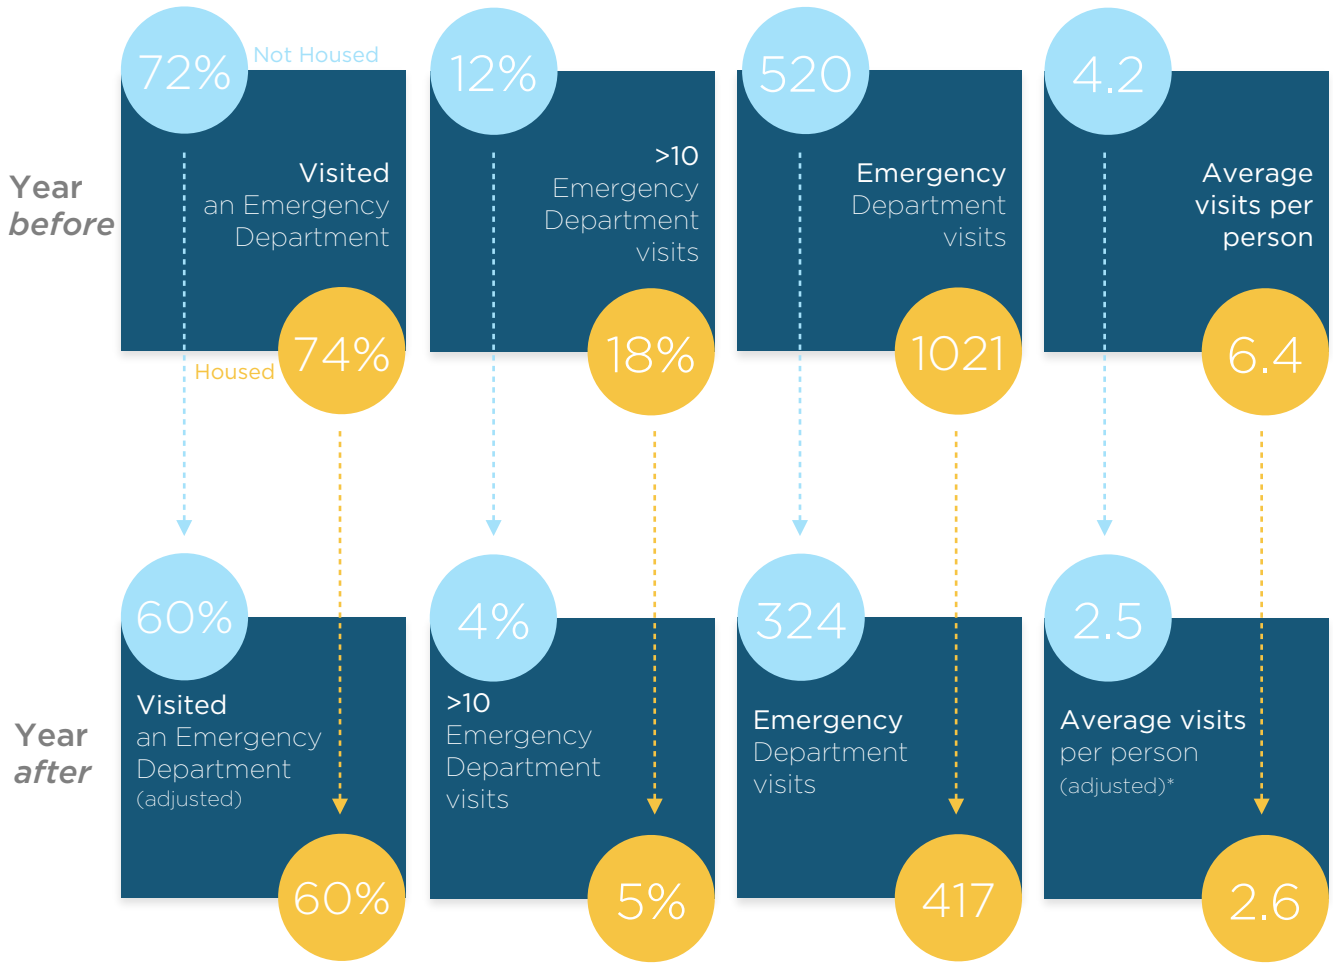 72%
Not Housed
12%
520
4.2
Year
before
Visited
an Emergency
Department
>10
Emergency
Department
visits
Emergency
Department
visits
Average
visits per
person
Housed
74%
18%
1021
6.4
60%
4%
324
2.5
Year
after
Visited
an Emergency
Department
(adjusted)
>10
Emergency
Department
visits
Emergency
Department
visits
Average visits
per person
(adjusted)*
60%
5%
417
2.6